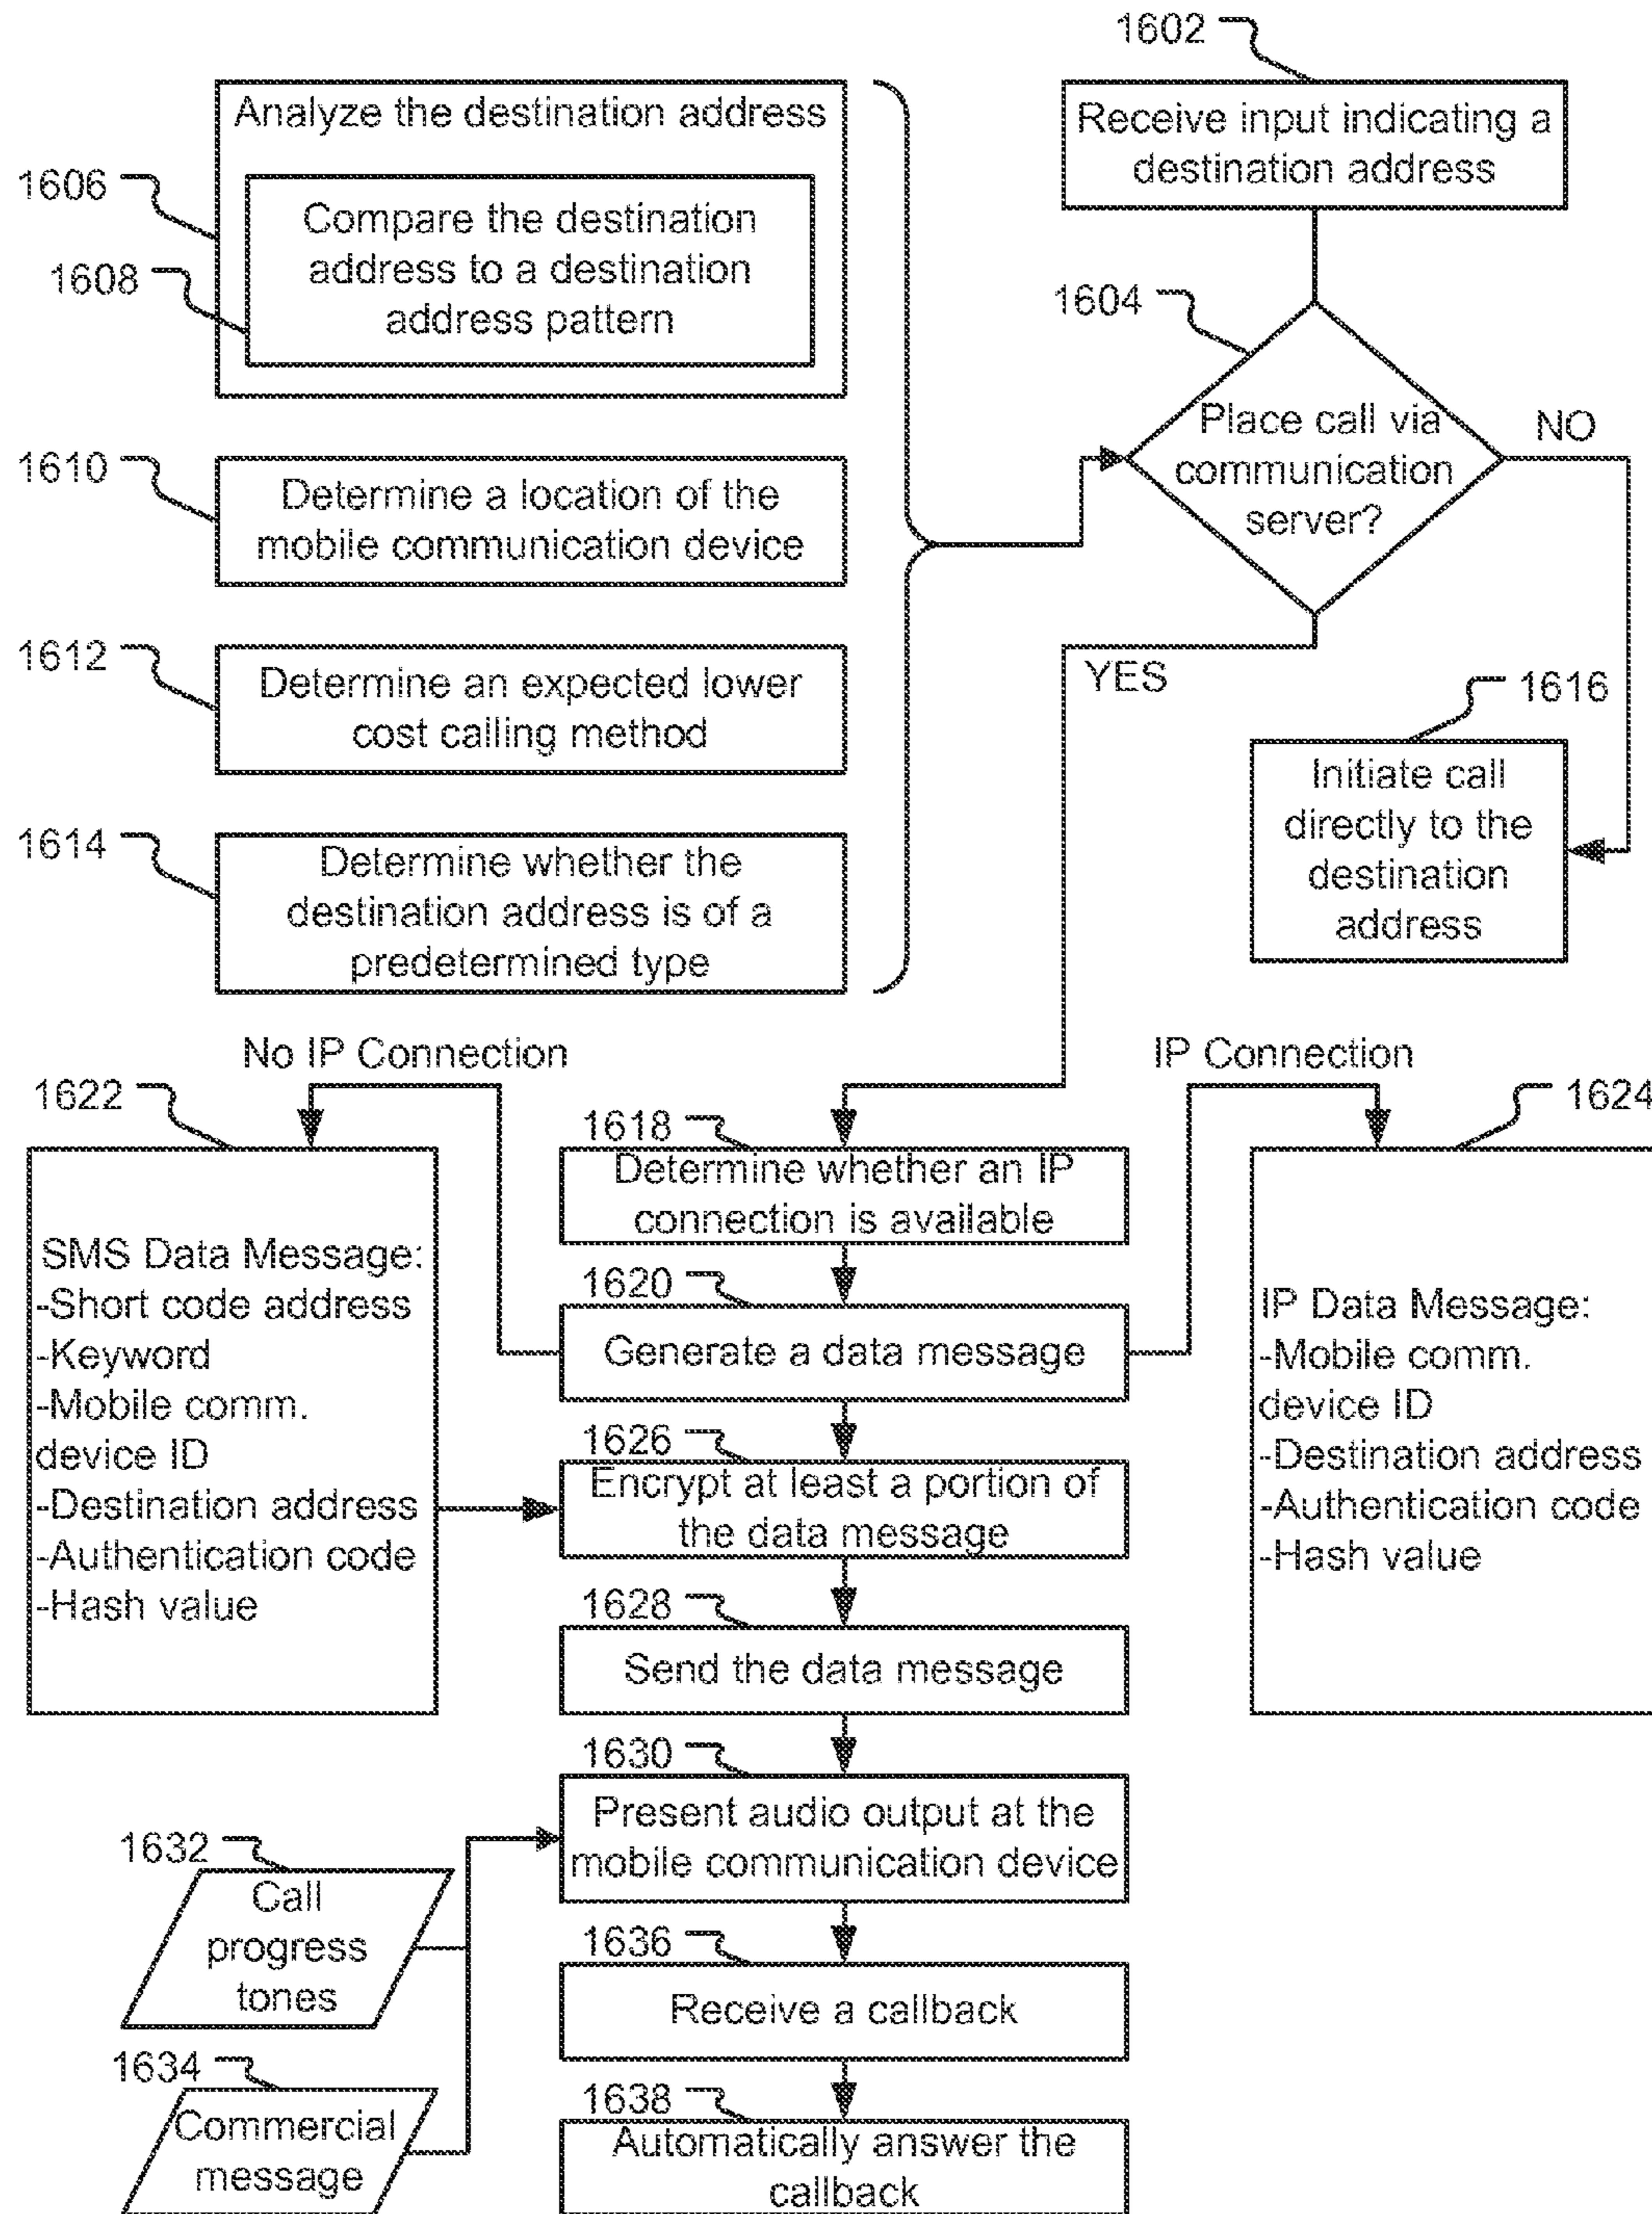 1602
Receive input indicating a
destination address
Analyze the destination address
1606
Compare the destination
address to a destination
address pattern
1608
1604
Place call via
communication
server?
NO
1610
Determine a location of the
mobile communication device
1612
Determine an expected lower
cost calling method
YES
1616
Initiate call
directly to the
destination
address
1614
Determine whether the
destination address is of a
predetermined type
No IP Connection
IP Connection
1622
SMS Data Message:
-Short code address
-Keyword
-Mobile comm.
device ID
-Destination address
-Authentication code
-Hash value
1618
Determine whether an IP
connection is available
1620
Generate a data message
1624
IP Data Message:
-Mobile comm.
device ID
-Destination address
-Authentication code
-Hash value
1626
Encrypt at least a portion of
the data message
1628
Send the data message
1630
Present audio output at the
mobile communication device
1632
Call
progress
tones
1636
Receive a callback
1634
Commercial
message
1638
Automatically answer the
callback